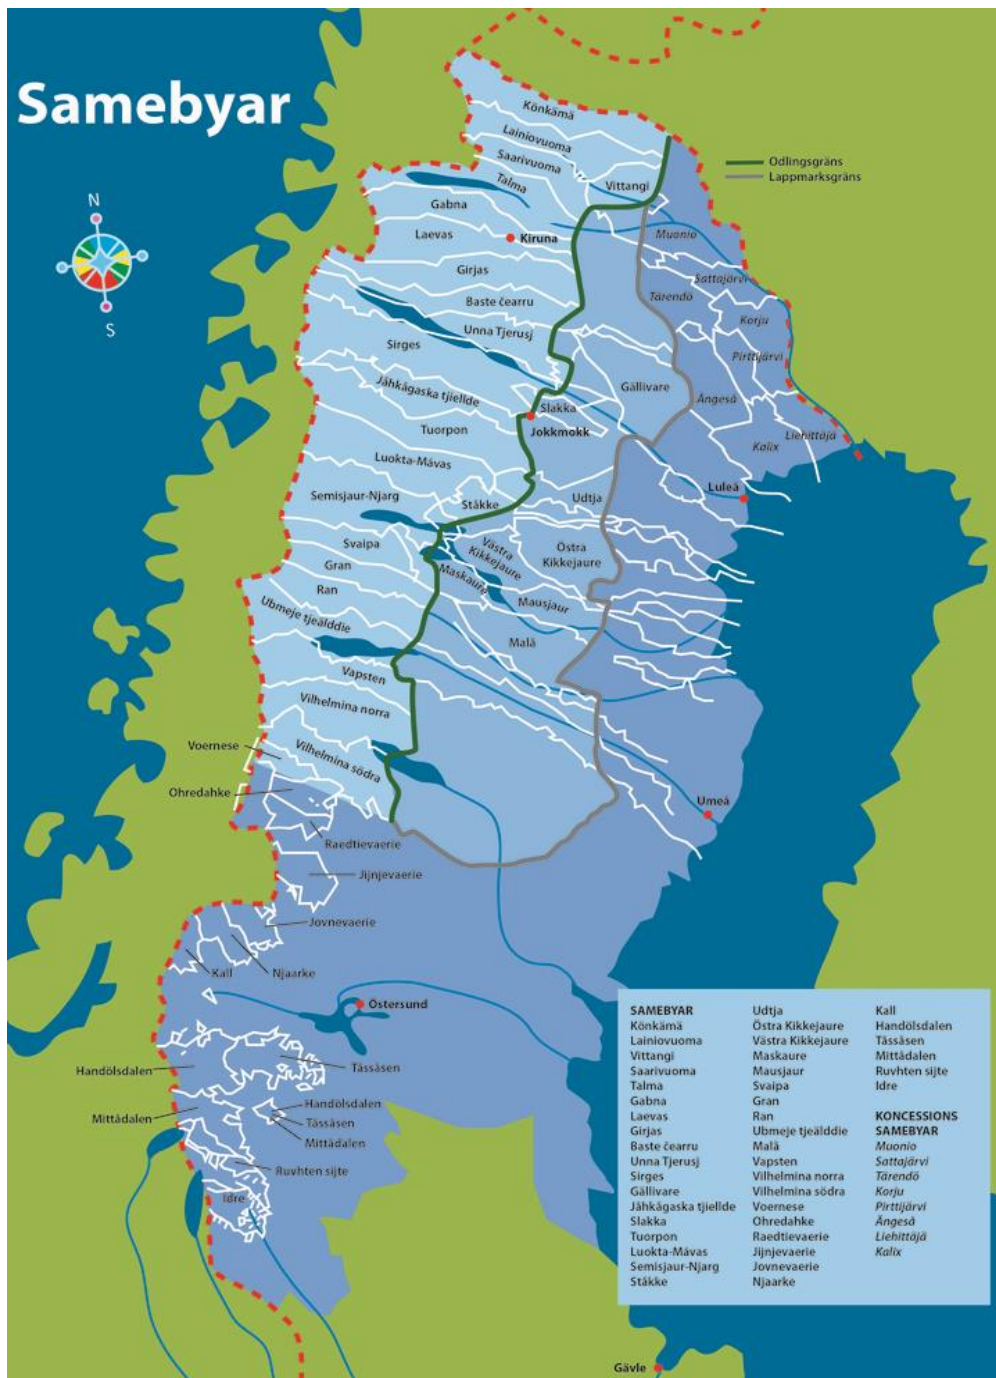 Samebyar
N
S
Odlingsgräns
Lappmarksgräns
Könkämä
Lainiovuoma
Saarivuoma
Talma
Vittangi
Gabna
Laevas
Kiruna
Muonio
Girjas
Sattajärvi
Tärendö
Baste čearru
Korju
Unna Tjerusj
Sirges
Pirttijärvi
Jåhkågaska tjiellde
Gällivare
Ängeså
Slakka
Jokkmokk
Tuorpon
Liehittäjä
Kalix
Luokta-Mávas
Luleå
Semisjaur-Njarg
Ståkke
Udtja
Svaipa
Västra
Kikkejaure
Östra
Kikkejaure
Gran
Maskaure
Ran
Mausjaur
Ubmeje tjeälddie
Malå
Vapsten
Vilhelmina norra
Voernese
Vilhelmina södra
Ohredahke
Umeå
Raedtievaerie
Jijnjevaerie
Jovnevaerie
Kall
Njaarke
Östersund
Handölsdalen
Tåssåsen
Mittådalen
Handölsdalen
Tåssåsen
Mittådalen
Ruvhten sijte
Idre
Gävle
SAMEBYAR
Könkämä
Lainiovuoma
Vittangi
Saarivuoma
Talma
Gabna
Laevas
Girjas
Baste čearru
Unna Tjerusj
Sirges
Gällivare
Jåhkågaska tjiellde
Slakka
Tuorpon
Luokta-Mávas
Semisjaur-Njarg
Ståkke
Udtja
Östra Kikkejaure
Västra Kikkejaure
Maskaure
Mausjaur
Svaipa
Gran
Ran
Ubmeje tjeälddie
Malå
Vapsten
Vilhelmina norra
Vilhelmina södra
Voernese
Ohredahke
Raedtievaerie
Jijnjevaerie
Jovnevaerie
Njaarke
Kall
Handölsdalen
Tåssåsen
Mittådalen
Ruvhten sijte
Idre
KONCESSIONS
SAMEBYAR
Muonio
Sattajärvi
Tärendö
Korju
Pirttijärvi
Ängeså
Liehittäjä
Kalix